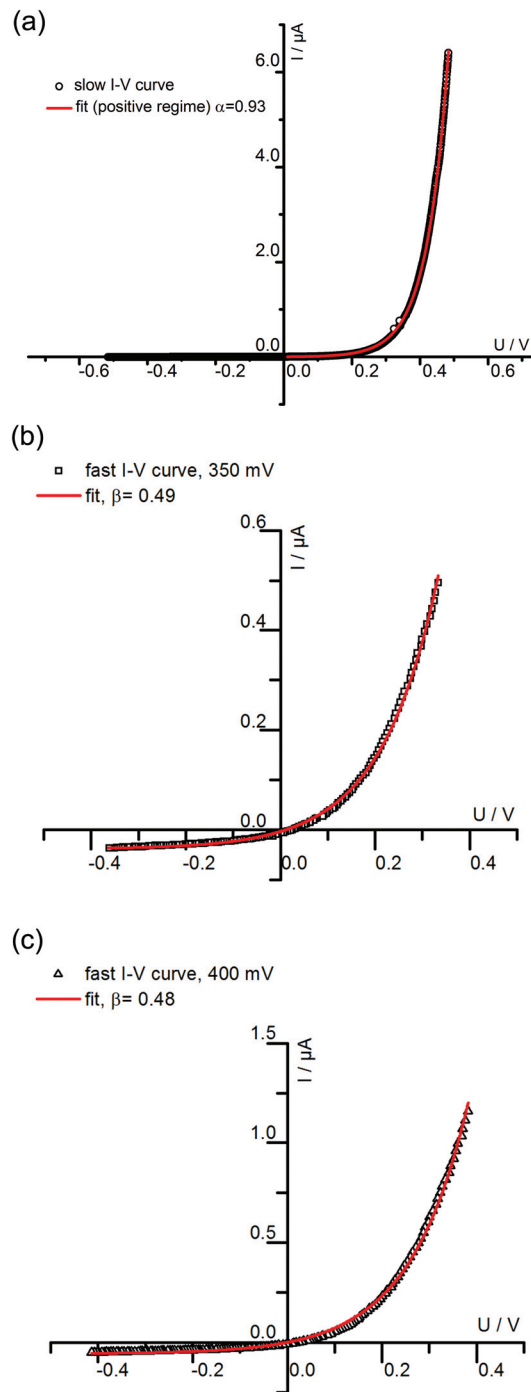 (a)
I / μA
6.0
slow I-V curve
fit (positive regime) α=0.93
4.0
2.0
0.0
U / V
-0.6 -0.4 -0.2 0.0 0.2 0.4 0.6
(b)
fast I-V curve, 350 mV
fit, β= 0.49
0.6
I / μA
0.4
0.2
0.0
U / V
-0.4 -0.2 0.0 0.2 0.4
(c)
fast I-V curve, 400 mV
fit, β= 0.48
1.5
I / μA
1.0
0.5
0.0
U / V
-0.4 -0.2 0.0 0.2 0.4